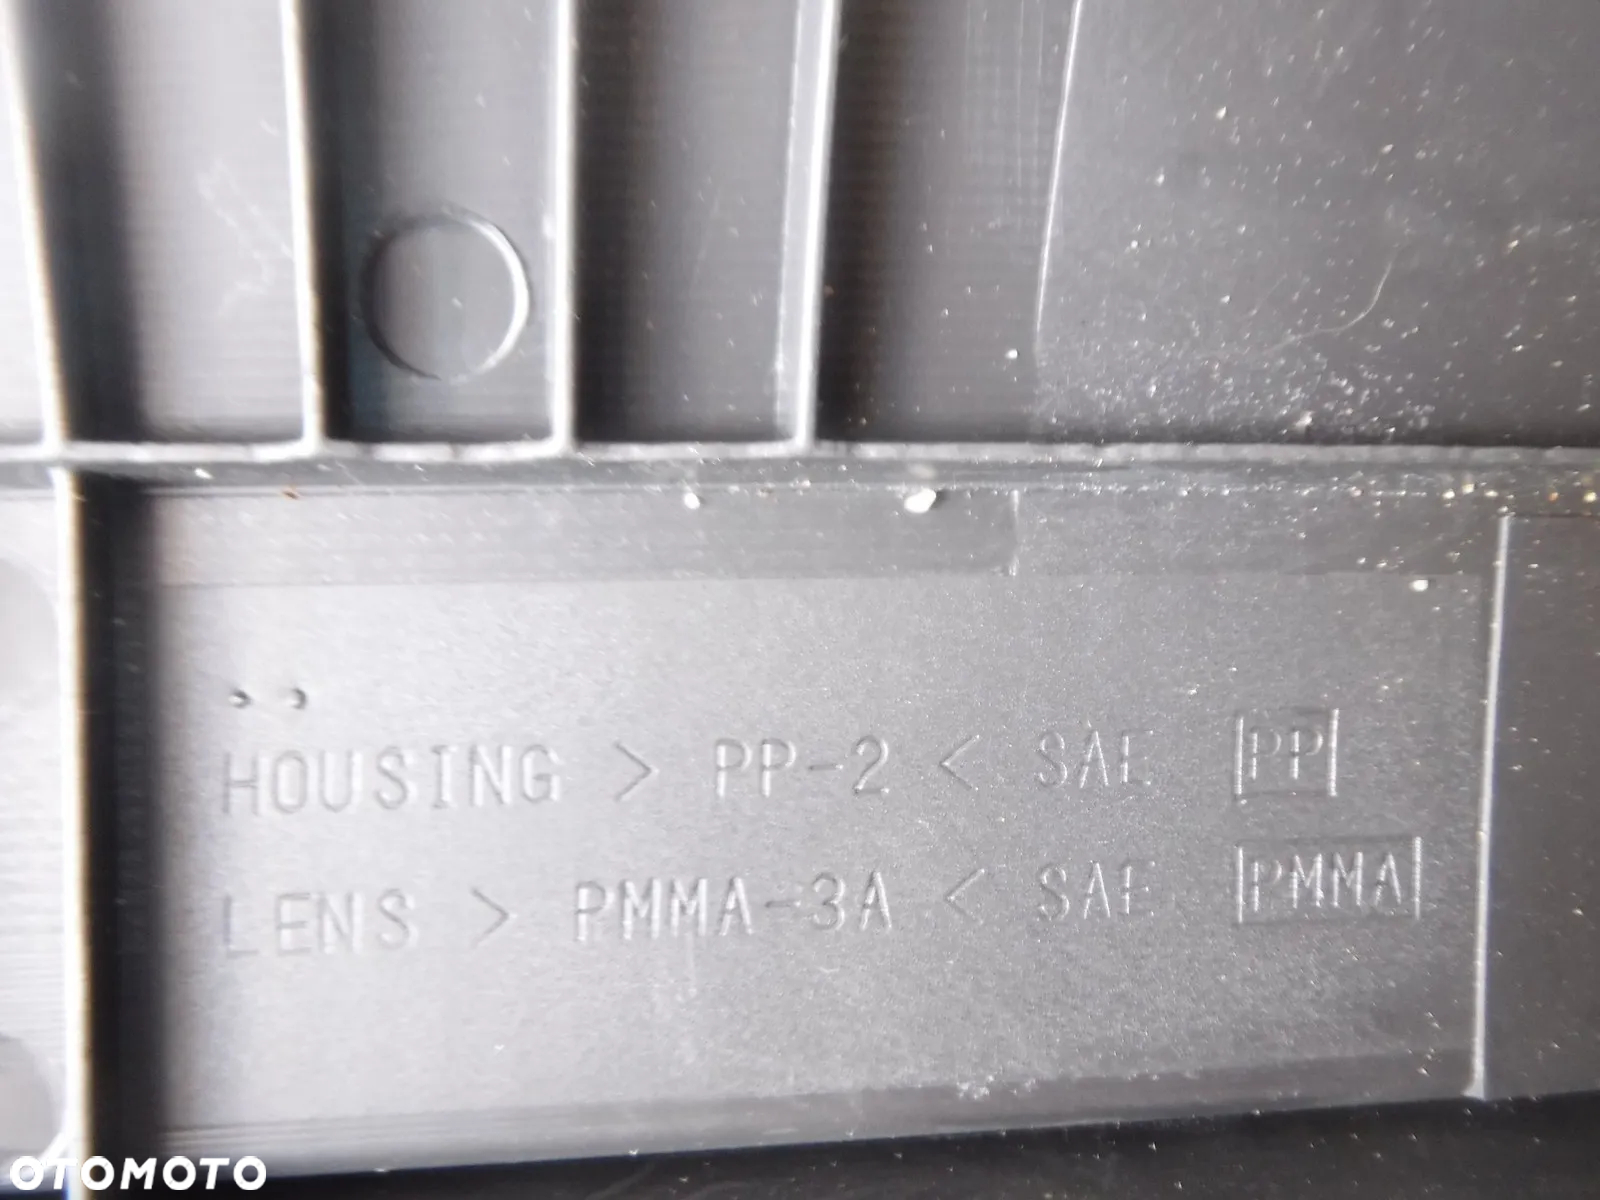 HOUSING > PP-2 < SAE PP
LENS > PMMA-3A < SAE PMMA
OTOMOTO